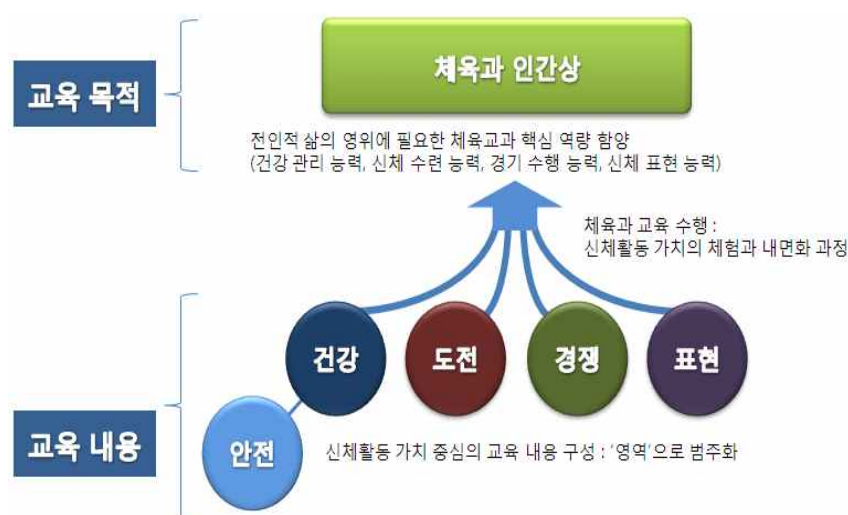 체육과 인간상
교육 목적
전인적 삶의 영위에 필요한 체육교과 핵심 역량 함양
(건강 관리 능력, 신체 수련 능력, 경기 수행 능력, 신체 표현 능력)
체육과 교육 수행 :
신체활동 가치의 체험과 내면화 과정
건강
도전
경쟁
표현
교육 내용
안전
신체활동 가치 중심의 교육 내용 구성 : '영역'으로 범주화